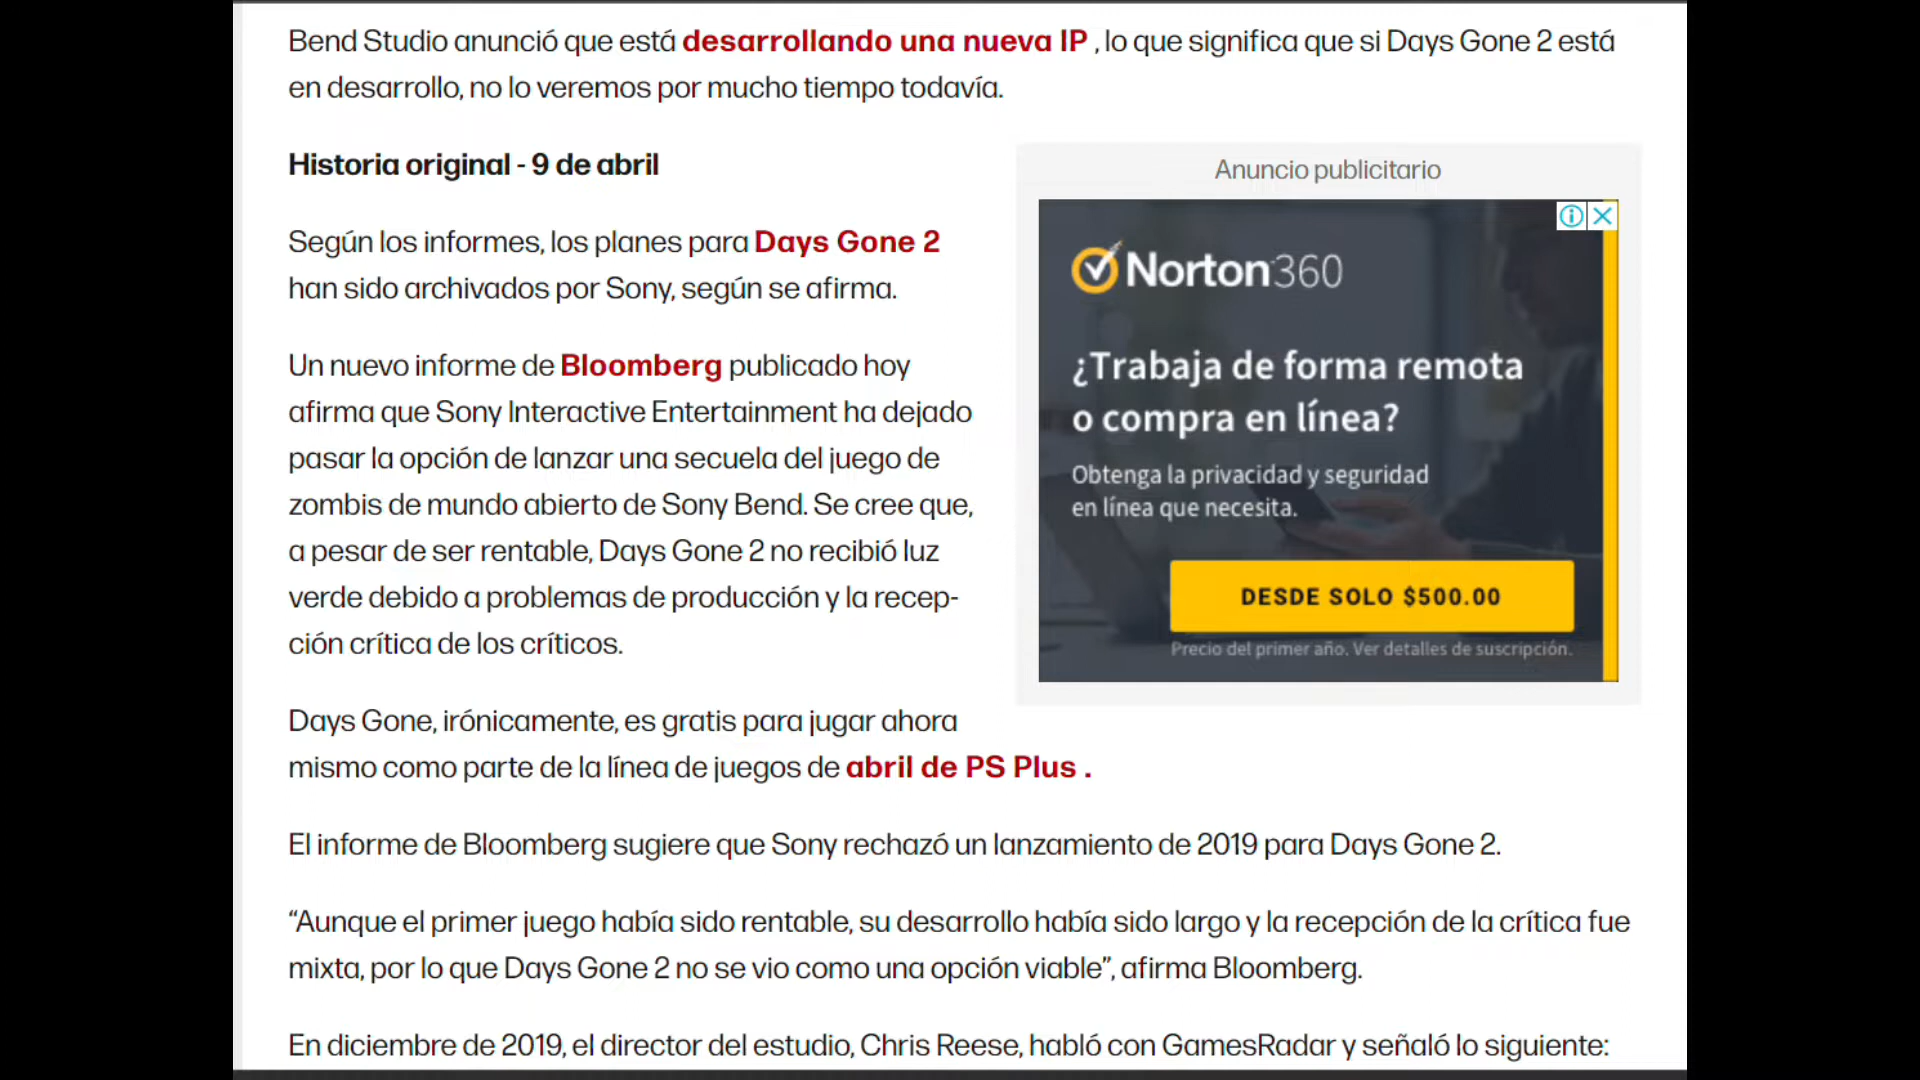 Bend Studio anunció que está desarrollando una nueva IP , lo que significa que si Days Gone 2 está
en desarrollo, no lo veremos por mucho tiempo todavía.
Historia original - 9 de abril
Según los informes, los planes para Days Gone 2
han sido archivados por Sony, según se afirma.
Un nuevo informe de Bloomberg publicado hoy
afirma que Sony Interactive Entertainment ha dejado
pasar la opción de lanzar una secuela del juego de
zombis de mundo abierto de Sony Bend. Se cree que,
a pesar de ser rentable, Days Gone 2 no recibió luz
verde debido a problemas de producción y la recep-
ción crítica de los críticos.
Days Gone, irónicamente, es gratis para jugar ahora
mismo como parte de la línea de juegos de abril de PS Plus .
Anuncio publicitario
Norton 360
¿Trabaja de forma remota
o compra en línea?
Obtenga la privacidad y seguridad
en línea que necesita.
DESDE SOLO $500.00
Precio del primer año. Ver detalles de suscripción.
El informe de Bloomberg sugiere que Sony rechazó un lanzamiento de 2019 para Days Gone 2.
“Aunque el primer juego había sido rentable, su desarrollo había sido largo y la recepción de la crítica fue
mixta, por lo que Days Gone 2 no se vio como una opción viable”, afirma Bloomberg.
En diciembre de 2019, el director del estudio, Chris Reese, habló con GamesRadar y señaló lo siguiente: